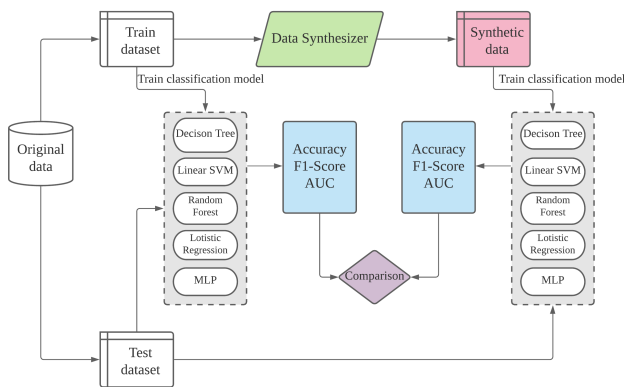 Train
dataset
Data Synthesizer
Synthetic
data
Train classification model
Train classification model
Original
data
Decison Tree
Linear SVM
Random
Forest
Lotistic
Regression
MLP
Accuracy
F1-Score
AUC
Accuracy
F1-Score
AUC
Decison Tree
Linear SVM
Random
Forest
Lotistic
Regression
MLP
Comparison
Test
dataset